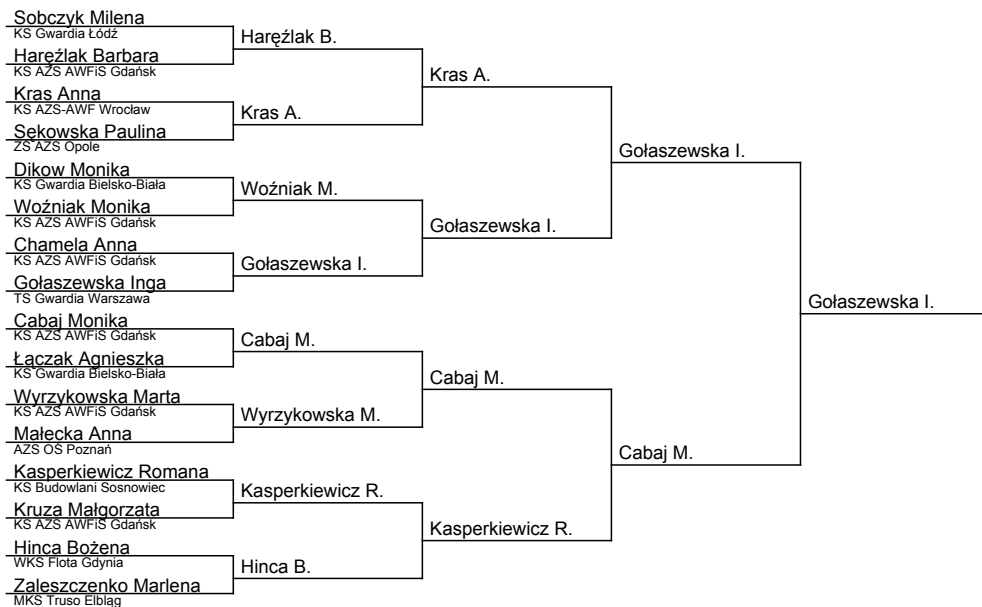 Sobczyk Milena
KS Gwardia Łódź
Haręźlak Barbara
KS AZS AWFiS Gdańsk
Kras Anna
KS AZS-AWF Wrocław
Sękowska Paulina
ZS AZS Opole
Dikow Monika
KS Gwardia Bielsko-Biała
Woźniak Monika
KS AZS AWFiS Gdańsk
Chamela Anna
KS AZS AWFiS Gdańsk
Gołaszewska Inga
TS Gwardia Warszawa
Cabaj Monika
KS AZS AWFiS Gdańsk
Łączak Agnieszka
KS Gwardia Bielsko-Biała
Wyrzykowska Marta
KS AZS AWFiS Gdańsk
Małecka Anna
AZS OŚ Poznań
Kasperkiewicz Romana
KS Budowlani Sosnowiec
Kruza Małgorzata
KS AZS AWFiS Gdańsk
Hinca Bożena
WKS Flota Gdynia
Zaleszczenko Marlena
MKS Truso Elbląg
Haręźlak B.
Kras A.
Woźniak M.
Gołaszewska I.
Cabaj M.
Wyrzykowska M.
Kasperkiewicz R.
Hinca B.
Kras A.
Gołaszewska I.
Cabaj M.
Kasperkiewicz R.
Gołaszewska I.
Cabaj M.
Gołaszewska I.